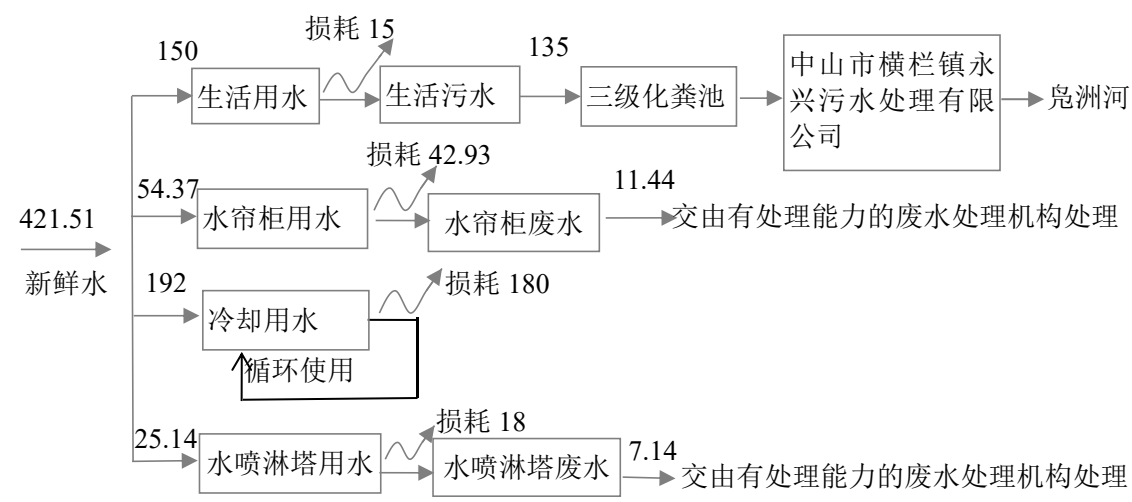 421.51
新鲜水
150
生活用水
损耗 15
生活污水
135
三级化粪池
中山市横栏镇永
兴污水处理有限
公司
凫洲河
54.37
水帘柜用水
损耗 42.93
水帘柜废水
11.44
交由有处理能力的废水处理机构处理
192
冷却用水
损耗 180
循环使用
25.14
水喷淋塔用水
损耗 18
水喷淋塔废水
7.14
交由有处理能力的废水处理机构处理